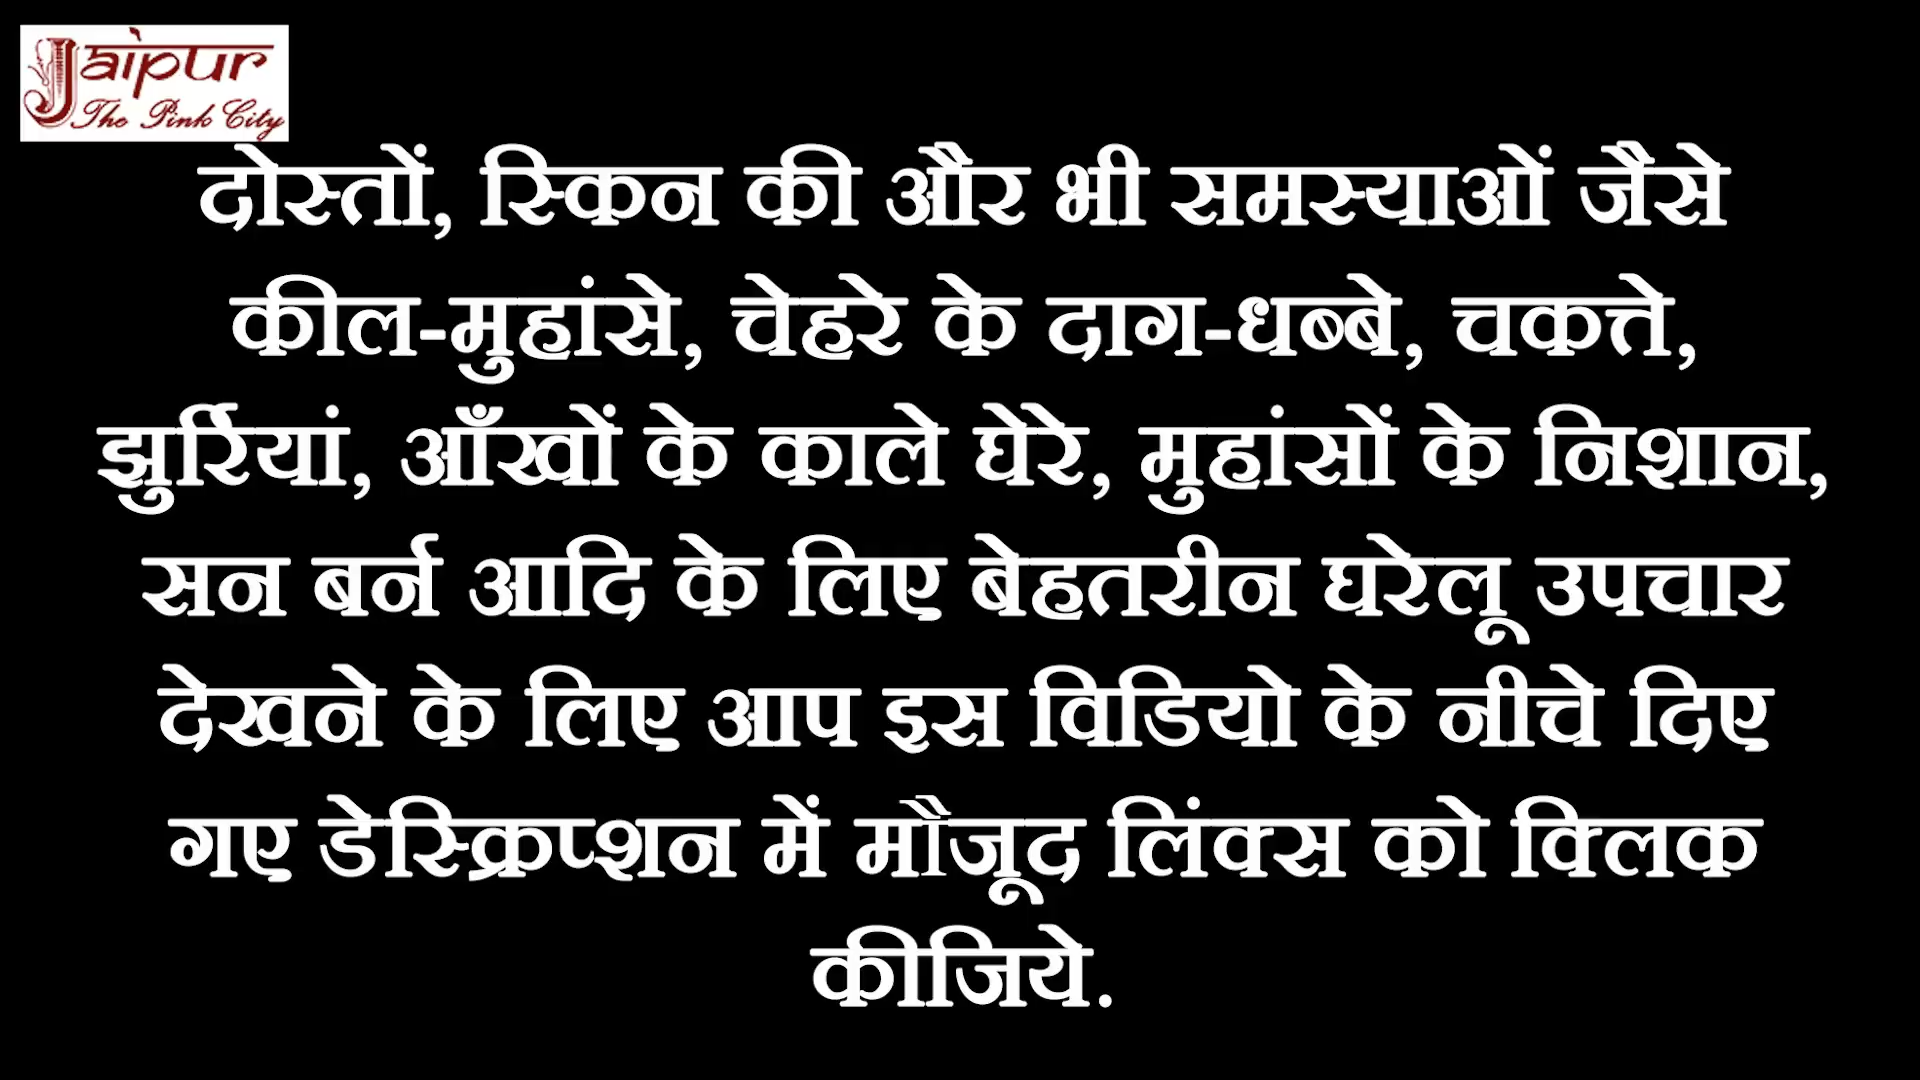 Jaipur
The Pink City
दोस्तों, स्किन की और भी समस्याओं जैसे
कील-मुहांसे, चेहरे के दाग-धब्बे, चकत्ते,
झुर्रियां, आँखों के काले घेरे, मुहांसों के निशान,
सन बर्न आदि के लिए बेहतरीन घरेलू उपचार
देखने के लिए आप इस विडियो के नीचे दिए
गए डेस्क्रिप्शन में मौजूद लिंक्स को क्लिक
कीजिये.